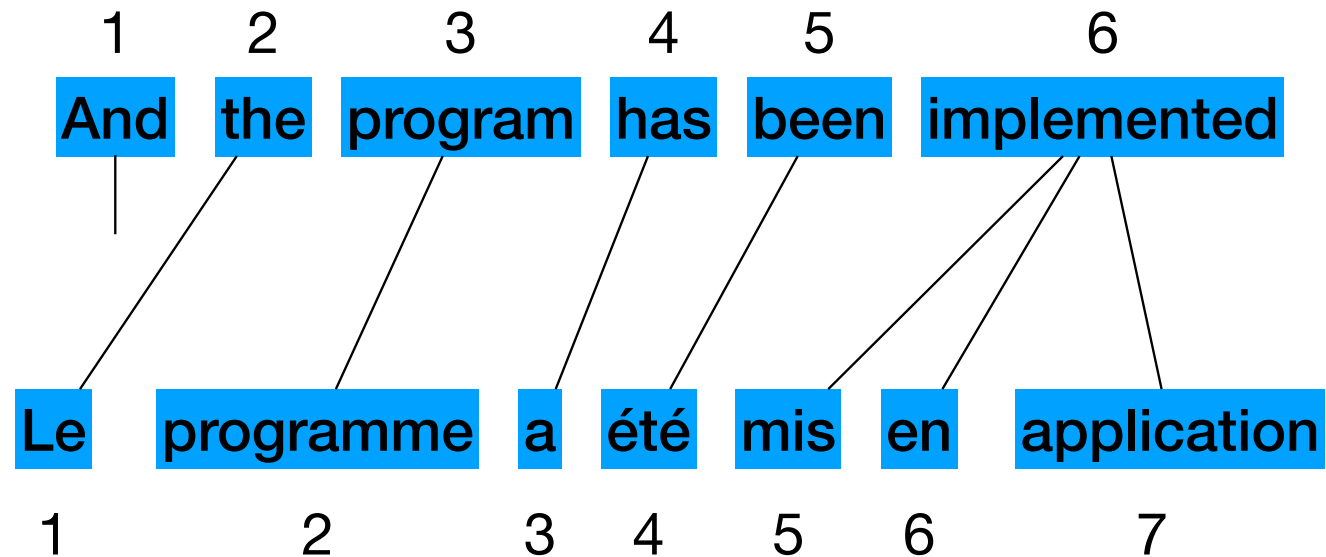 1 2 3 4 5 6
And the program has been implemented
Le programme a été mis en application
1 2 3 4 5 6 7